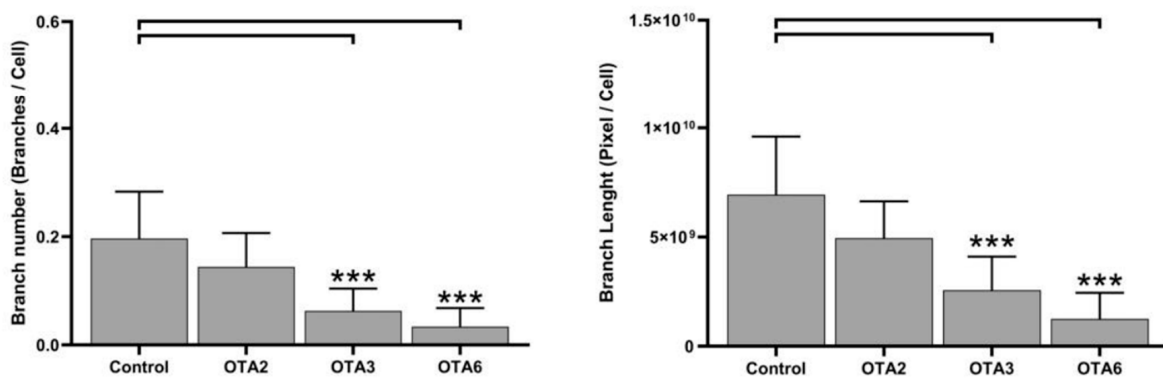 Branch number (Branches / Cell)
0.6
0.4
0.2
0.0
*** ***
Control OTA2 OTA3 OTA6
Branch Lenght (Pixel / Cell)
1.5×10¹⁰
1×10¹⁰
5×10⁹
0
*** ***
Control OTA2 OTA3 OTA6